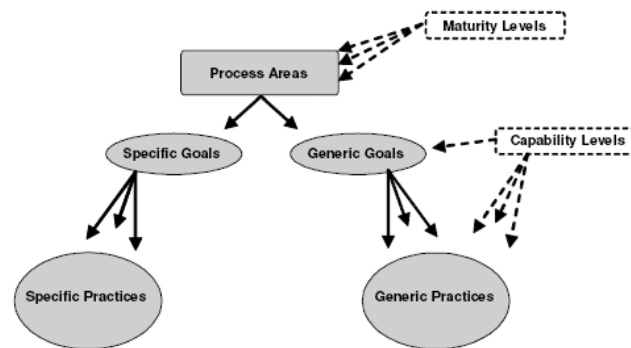 Maturity Levels
Process Areas
Specific Goals
Generic Goals
Capability Levels
Specific Practices
Generic Practices